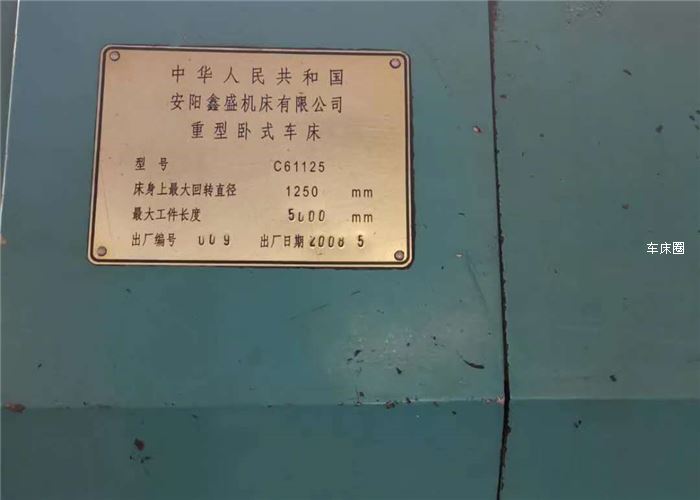 中华人民共和国
安阳鑫盛机床有限公司
重型卧式车床
型号 C61125
床身上最大回转直径 1250 mm
最大工件长度 5000 mm
出厂编号 009 出厂日期 2008 5
车床圈